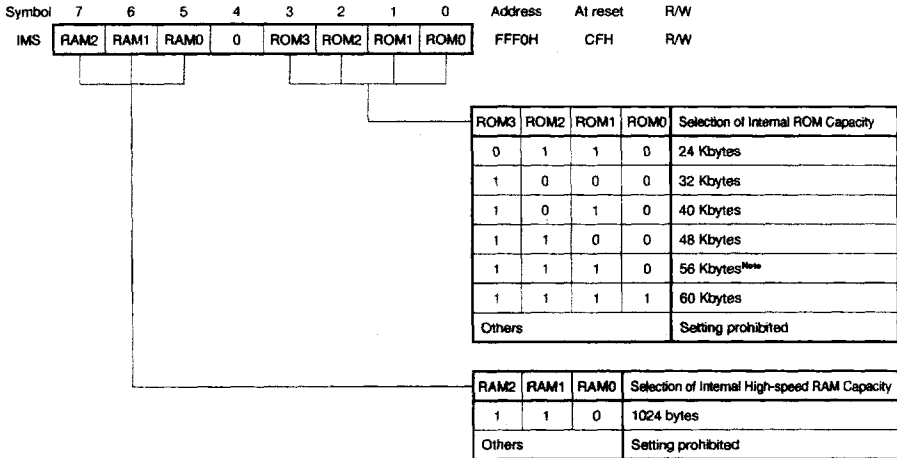 Symbol 7 6 5 4 3 2 1 0 Address At reset R/W
IMS RAM2 RAM1 RAM0 0 ROM3 ROM2 ROM1 ROM0 FFF0H CFH R/W
ROM3 ROM2 ROM1 ROM0 Selection of Internal ROM Capacity
0 1 1 0 24 Kbytes
1 0 0 0 32 Kbytes
1 0 1 0 40 Kbytes
1 1 0 0 48 Kbytes
1 1 1 0 56 Kbytes Note
1 1 1 1 60 Kbytes
Others Setting prohibited
RAM2 RAM1 RAM0 Selection of Internal High-speed RAM Capacity
1 1 0 1024 bytes
Others Setting prohibited